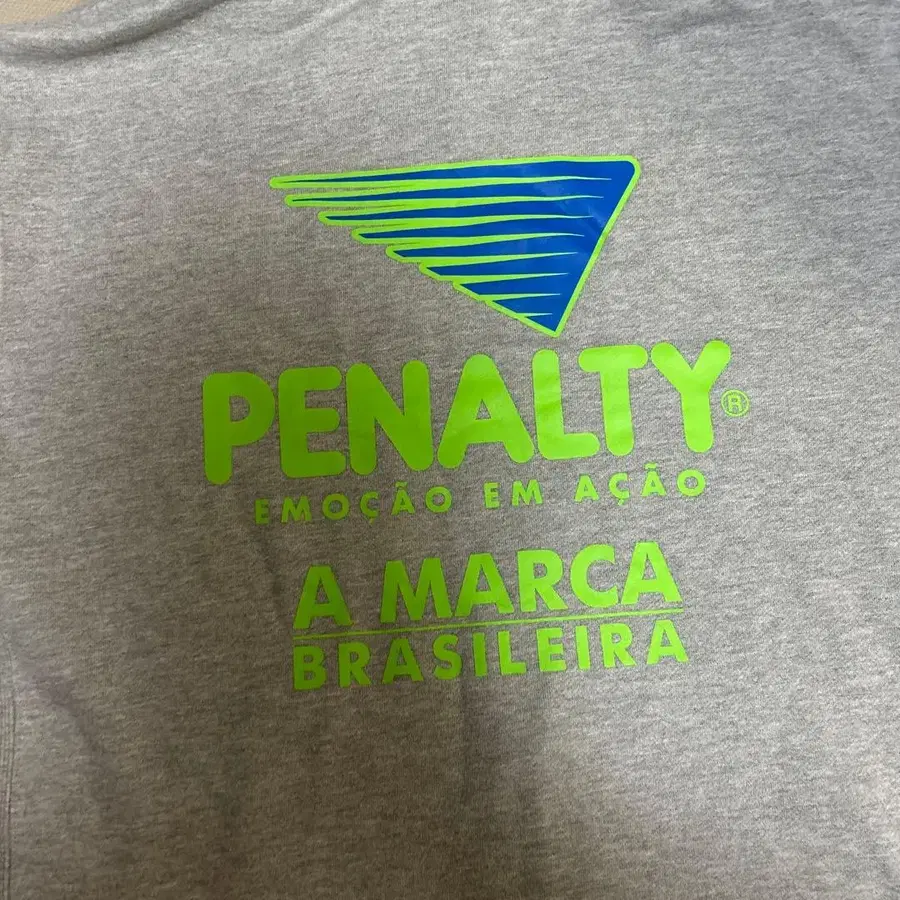 PENALTY®
EMOÇÃO EM AÇÃO
A MARCA
BRASILEIRA